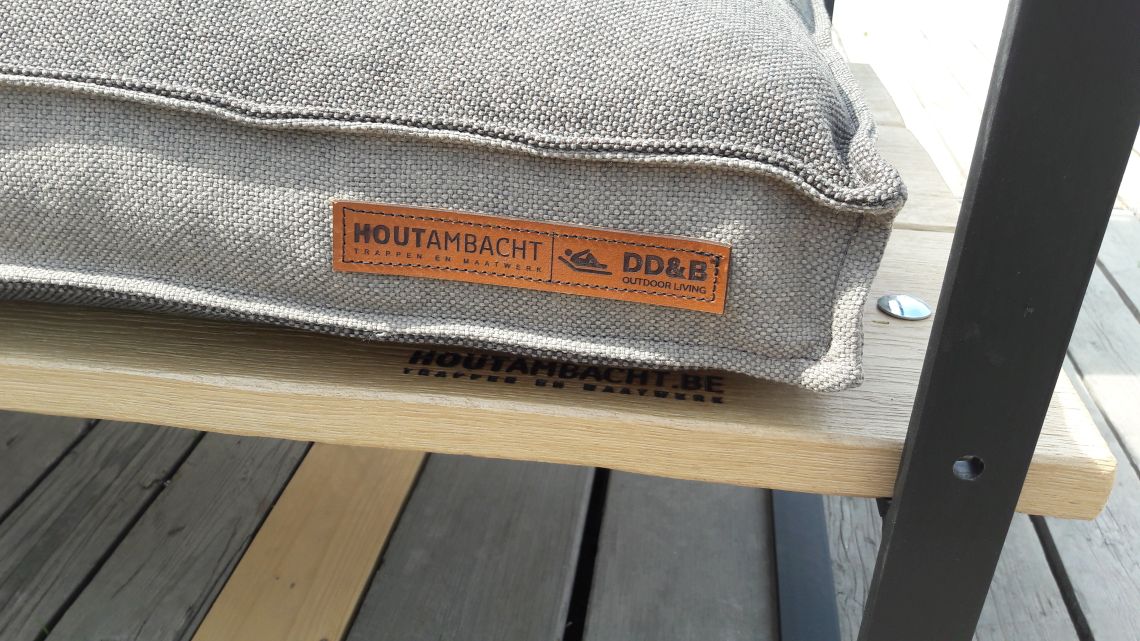 HOUTAMBACHT
TRAPPEN EN MAATWERK
DD&B
OUTDOOR LIVING
HOUTAMBACHT.BE
TRAPPEN EN MAATWERK